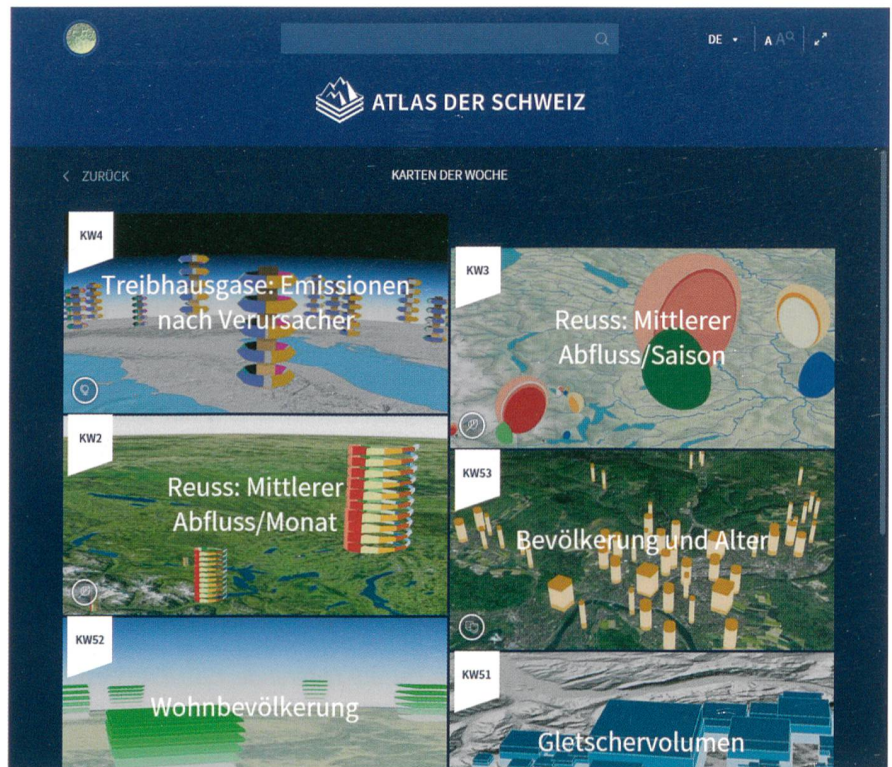 DE
A A
ATLAS DER SCHWEIZ
ZURÜCK
KARTEN DER WOCHE
KW4
Treibhausgase: Emissionen
nach Verursacher
KW3
Reuss: Mittlerer
Abfluss/Saison
KW2
Reuss: Mittlerer
Abfluss/Monat
KW53
Bevölkerung und Alter
KW52
Wohnbevölkerung
KW51
Gletschervolumen